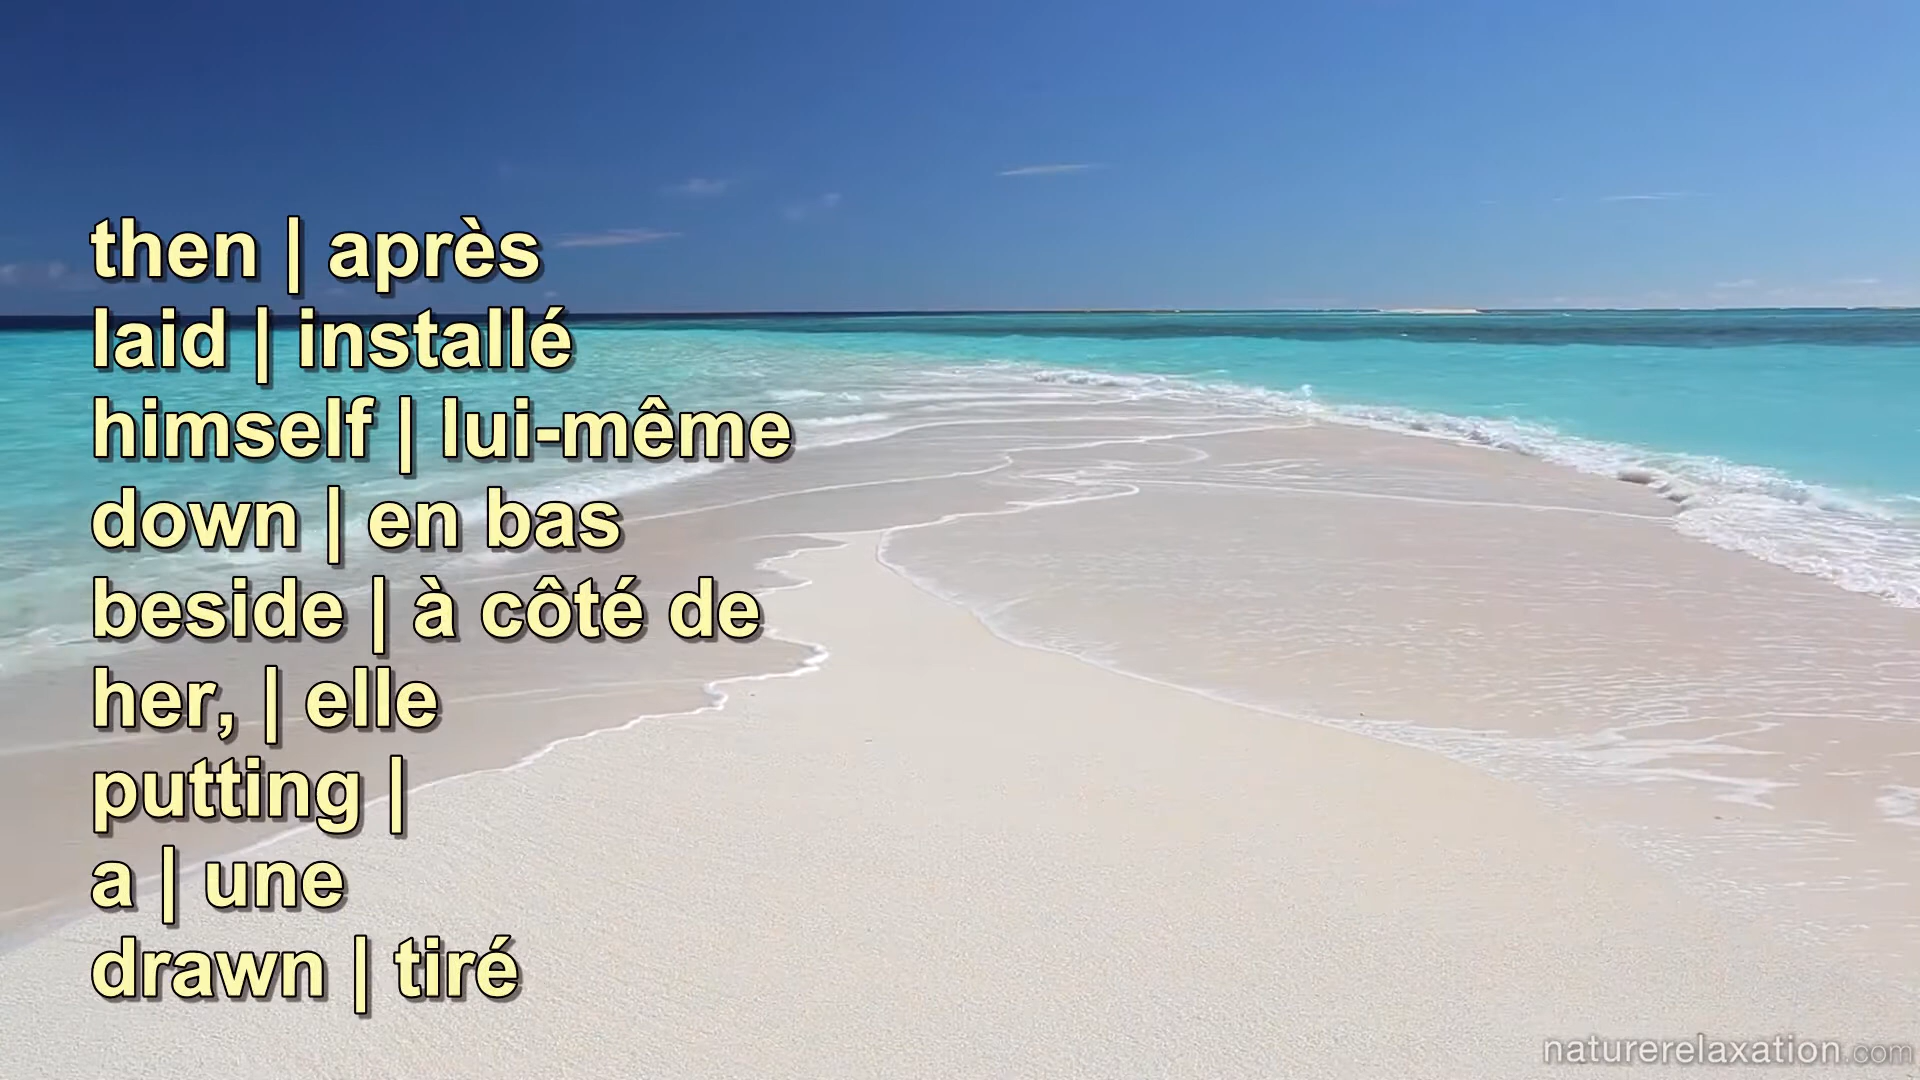 then | après
laid | installé
himself | lui-même
down | en bas
beside | à côté de
her, | elle
putting |
a | une
drawn | tiré
naturerelaxation.com